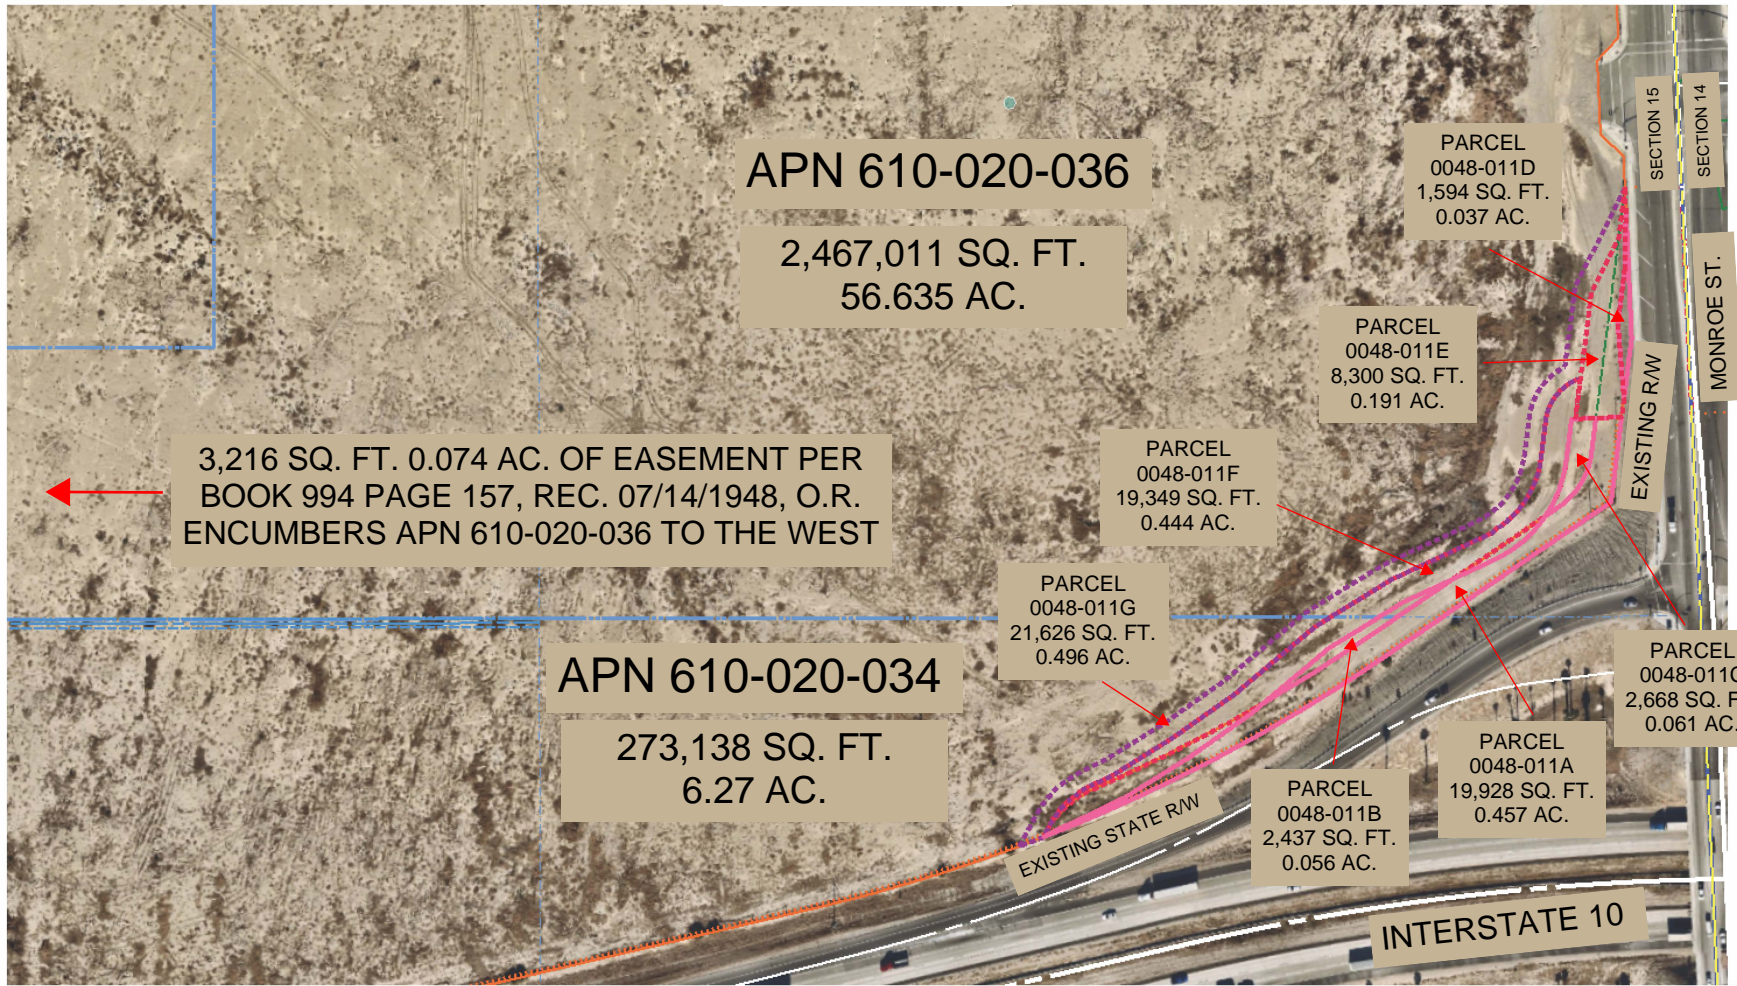 APN 610-020-036
2,467,011 SQ. FT.
56.635 AC.
PARCEL
0048-011D
1,594 SQ. FT.
0.037 AC.
SECTION 15
SECTION 14
MONROE ST.
PARCEL
0048-011E
8,300 SQ. FT.
0.191 AC.
EXISTING R/W
3,216 SQ. FT. 0.074 AC. OF EASEMENT PER
BOOK 994 PAGE 157, REC. 07/14/1948, O.R.
ENCUMBERS APN 610-020-036 TO THE WEST
PARCEL
0048-011F
19,349 SQ. FT.
0.444 AC.
PARCEL
0048-011G
21,626 SQ. FT.
0.496 AC.
APN 610-020-034
273,138 SQ. FT.
6.27 AC.
PARCEL
0048-011C
2,668 SQ. F
0.061 AC.
PARCEL
0048-011A
19,928 SQ. FT.
0.457 AC.
PARCEL
0048-011B
2,437 SQ. FT.
0.056 AC.
EXISTING STATE R/W
INTERSTATE 10